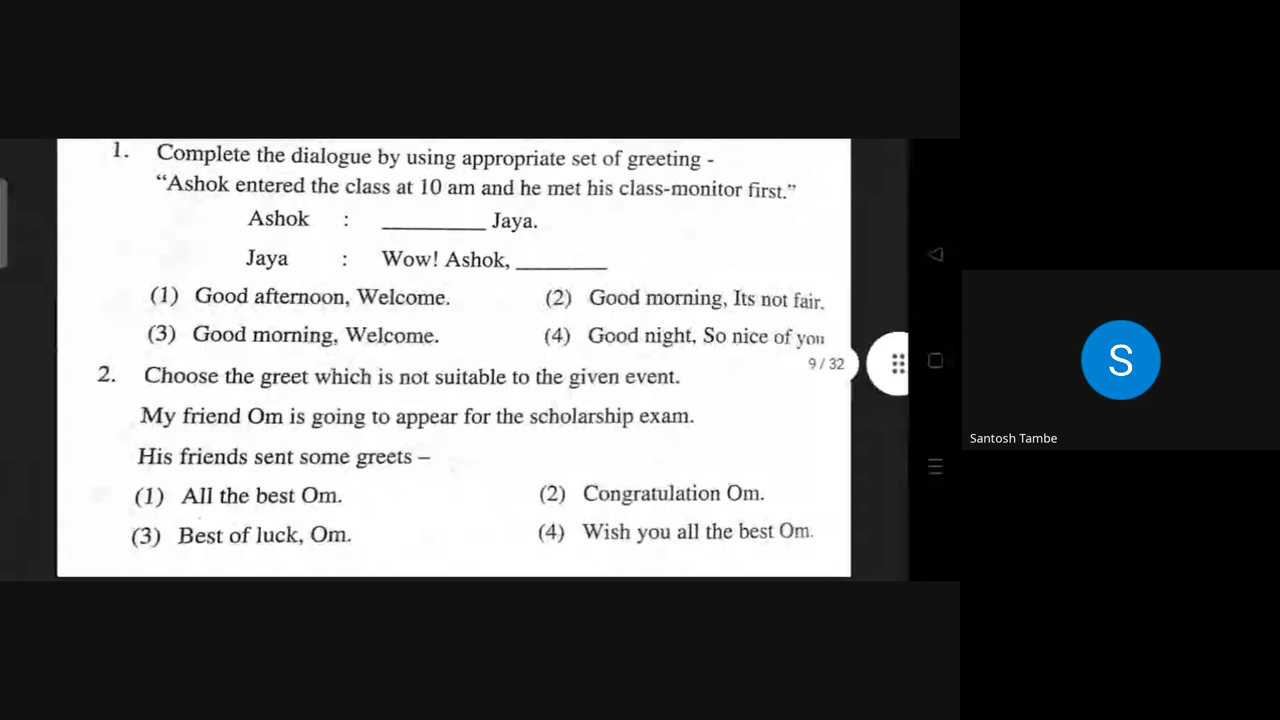 1. Complete the dialogue by using appropriate set of greeting -
“Ashok entered the class at 10 am and he met his class-monitor first.”
Ashok : ________ Jaya.
Jaya : Wow! Ashok, _______
(1) Good afternoon, Welcome. (2) Good morning, Its not fair.
(3) Good morning, Welcome. (4) Good night, So nice of you
9 / 32
2. Choose the greet which is not suitable to the given event.
My friend Om is going to appear for the scholarship exam.
His friends sent some greets –
(1) All the best Om. (2) Congratulation Om.
(3) Best of luck, Om. (4) Wish you all the best Om.
S
Santosh Tambe